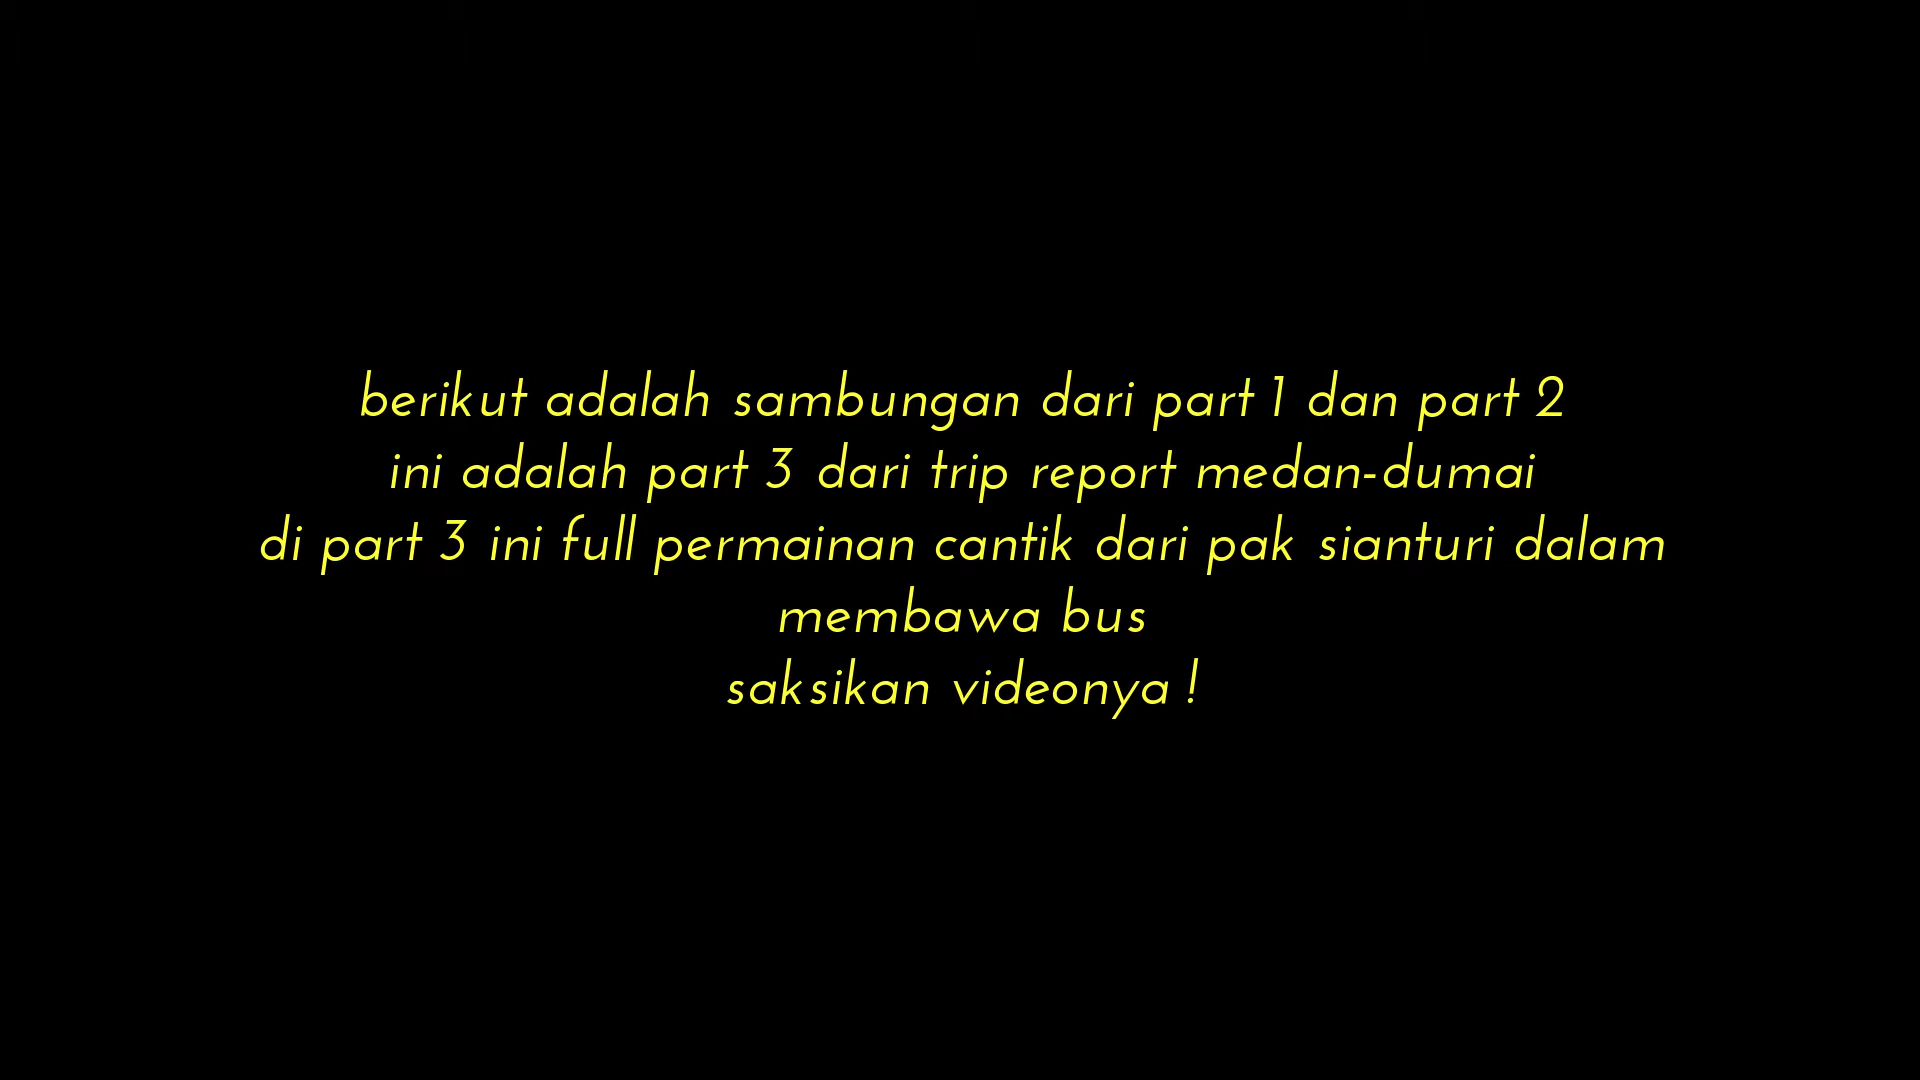 berikut adalah sambungan dari part 1 dan part 2
ini adalah part 3 dari trip report medan-dumai
di part 3 ini full permainan cantik dari pak sianturi dalam
membawa bus
saksikan videonya !